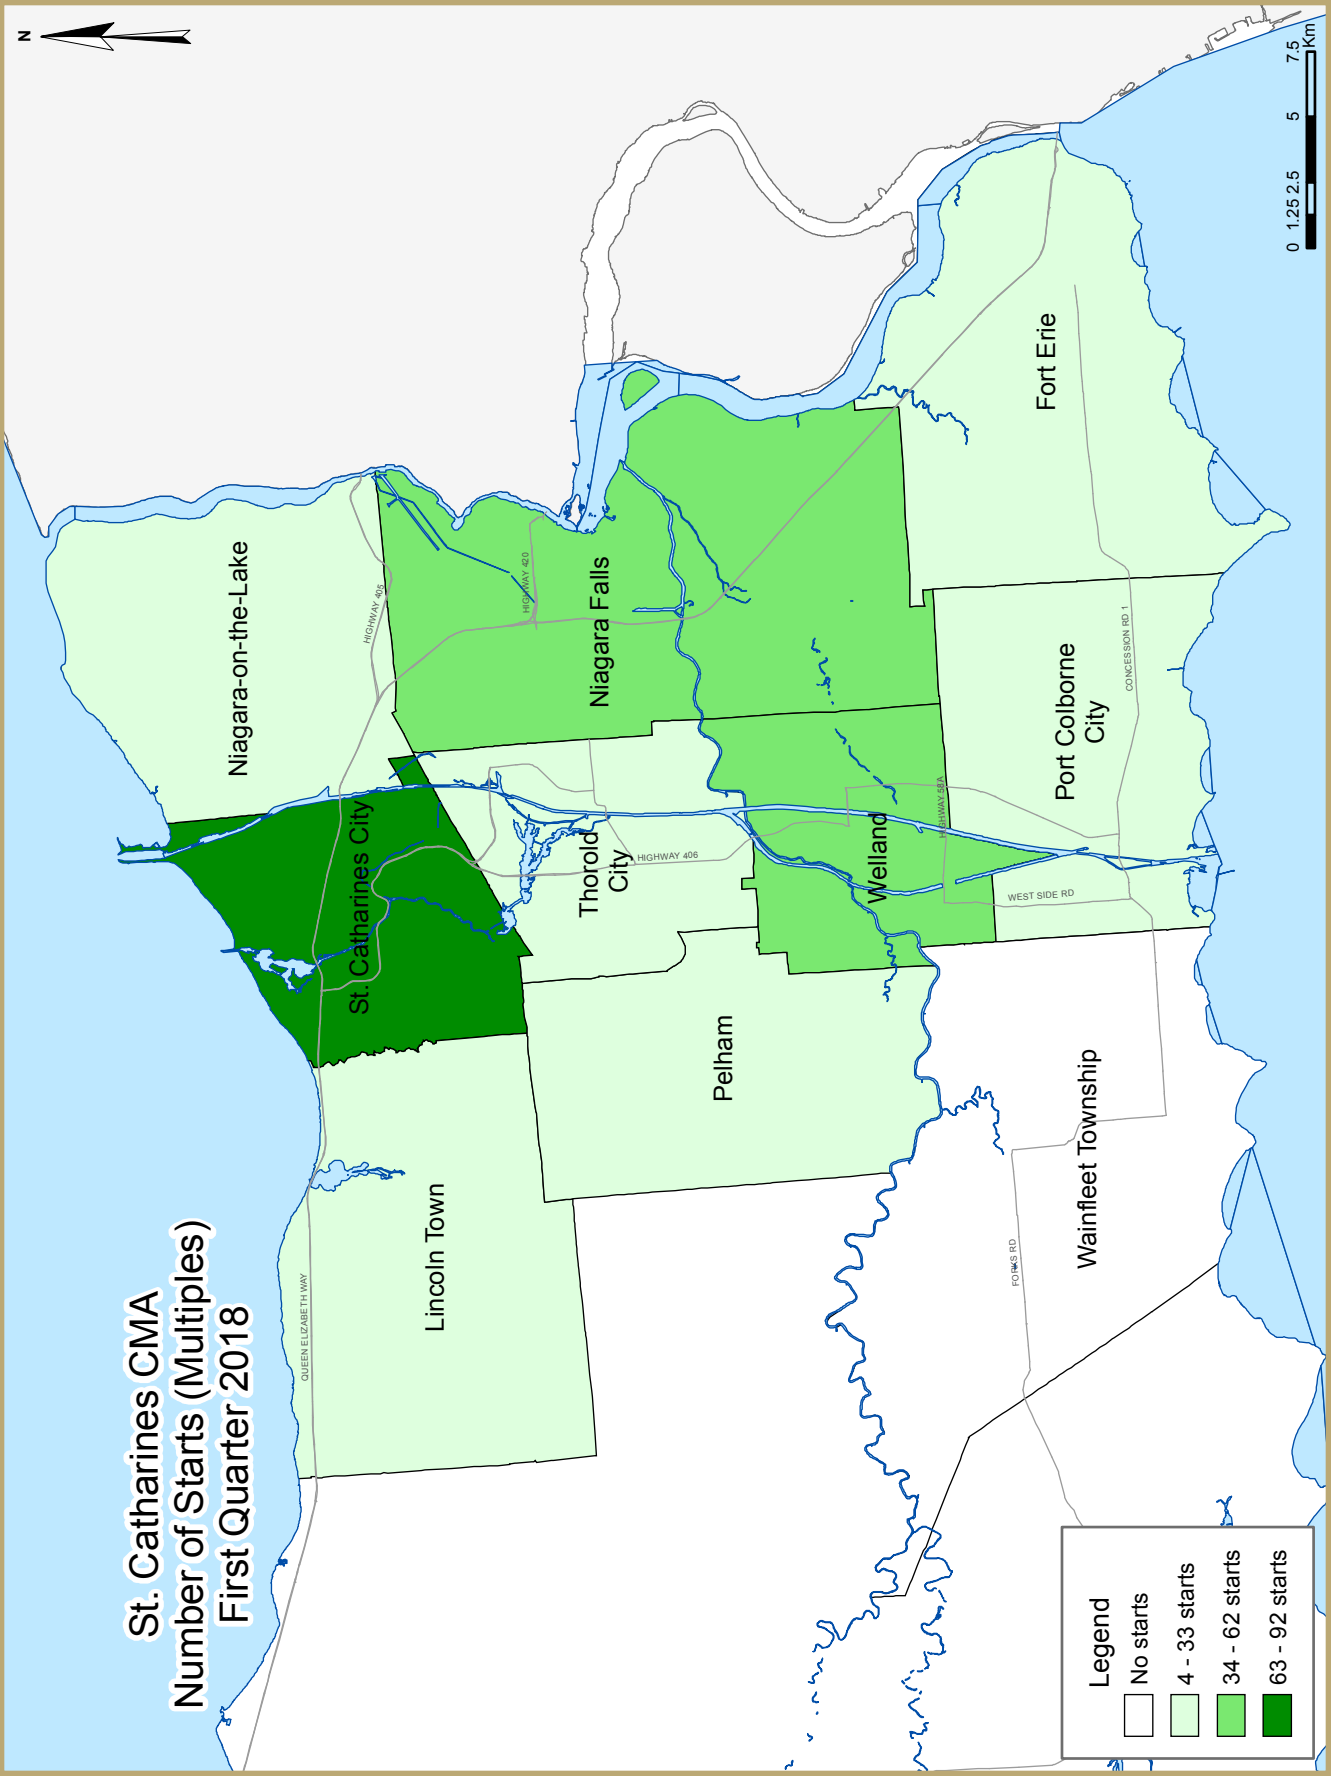 St. Catharines CMA
Number of Starts (Multiples)
First Quarter 2018
N
Niagara-on-the-Lake
HIGHWAY 405
St. Catharines City
QUEEN ELIZABETH WAY
Lincoln Town
HIGHWAY 420
Niagara Falls
Thorold
City
HIGHWAY 406
Pelham
Welland
HIGHWAY 58A
Fort Erie
Port Colborne
City
CONCESSION RD 1
WEST SIDE RD
Wainfleet Township
FORKS RD
Legend
No starts
4 - 33 starts
34 - 62 starts
63 - 92 starts
0 1.25 2.5 5 7.5
Km